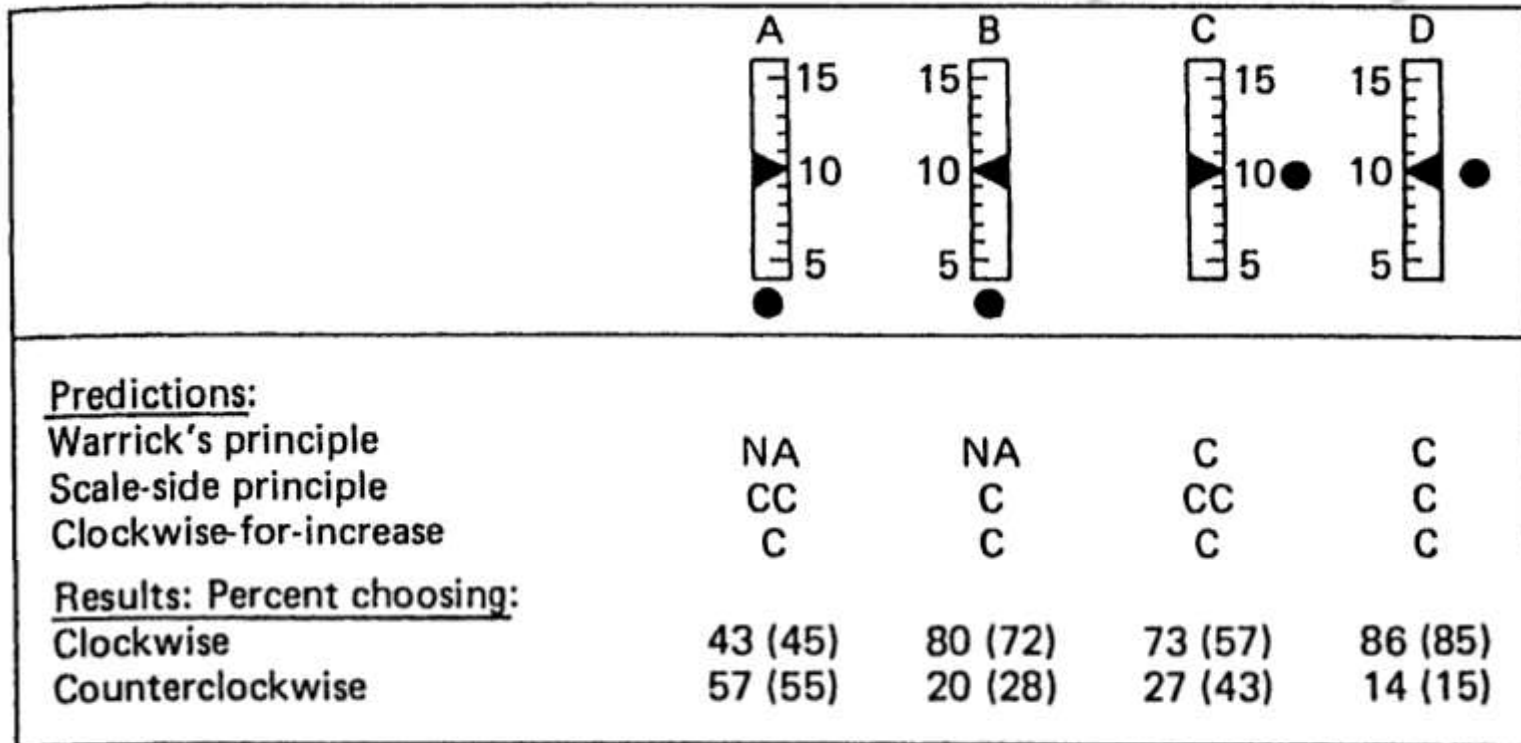 A B C D
15 15 15 15
10 10 10 10
5 5 5 5
Predictions:
Warrick's principle NA NA C C
Scale-side principle CC C CC C
Clockwise-for-increase C C C C
Results: Percent choosing:
Clockwise 43 (45) 80 (72) 73 (57) 86 (85)
Counterclockwise 57 (55) 20 (28) 27 (43) 14 (15)